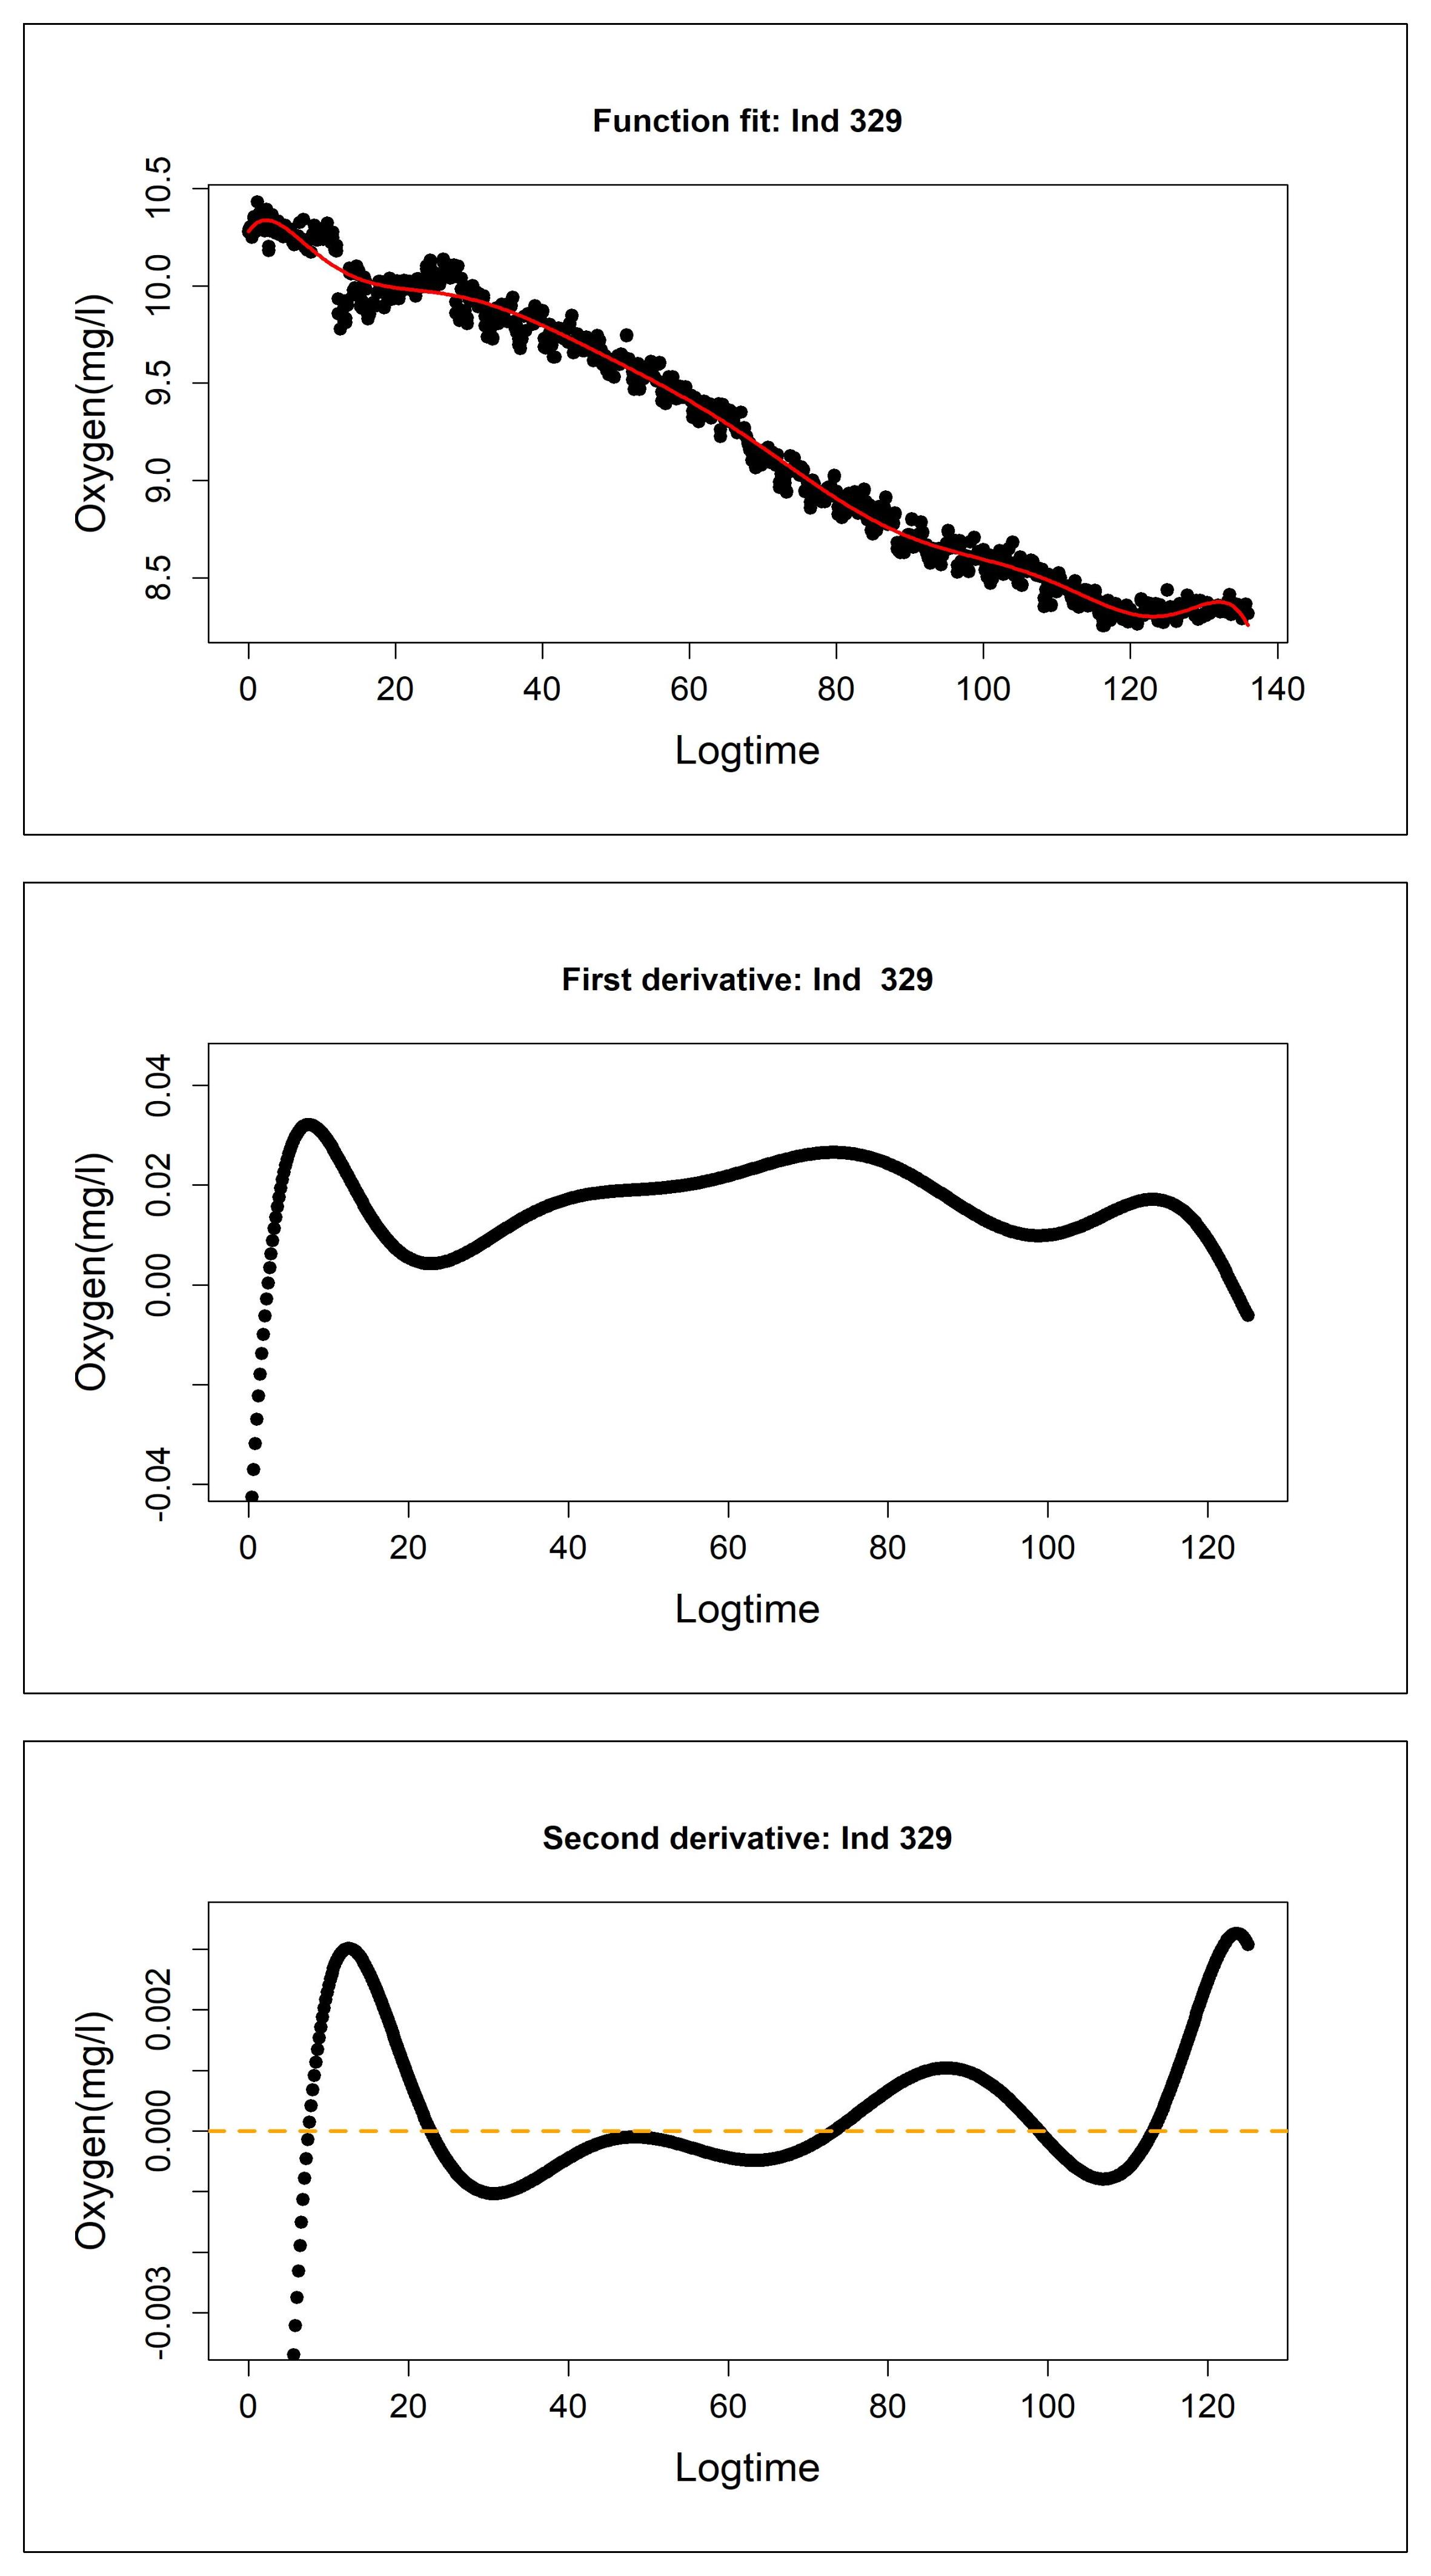 Function fit: Ind 329
Oxygen(mg/l)
10.5
10.0
9.5
9.0
8.5
0 20 40 60 80 100 120 140
Logtime
First derivative: Ind  329
Oxygen(mg/l)
0.04
0.02
0.00
-0.04
0 20 40 60 80 100 120
Logtime
Second derivative: Ind 329
Oxygen(mg/l)
0.002
0.000
-0.003
0 20 40 60 80 100 120
Logtime